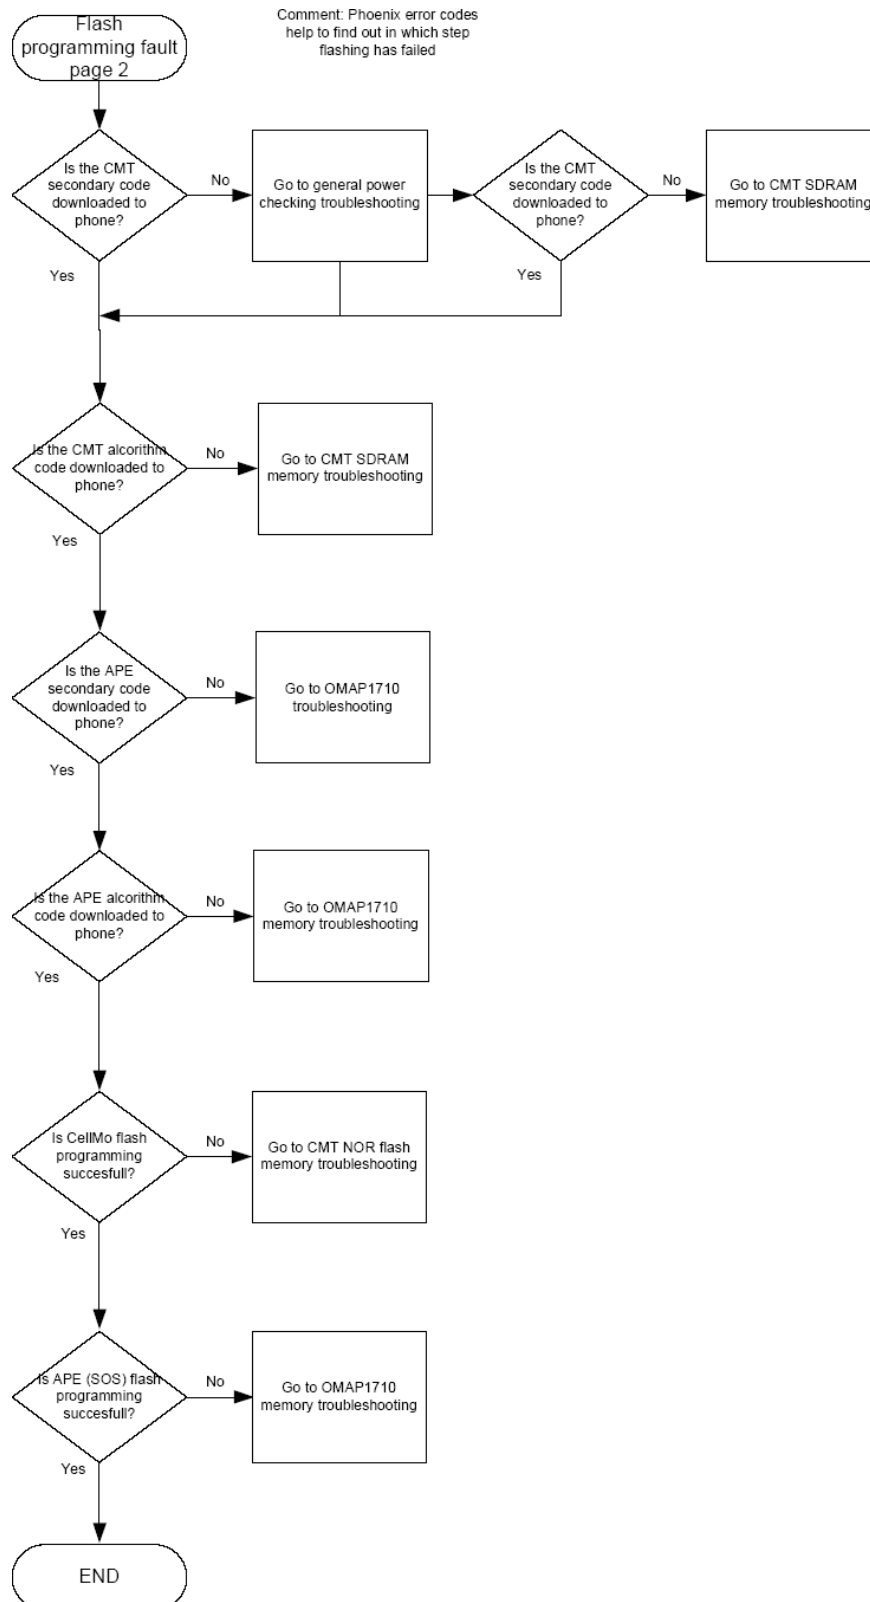 Flash
programming fault
page 2
Comment: Phoenix error codes
help to find out in which step
flashing has failed
Is the CMT
secondary code
downloaded to
phone?
No
Go to general power
checking troubleshooting
Is the CMT
secondary code
downloaded to
phone?
No
Go to CMT SDRAM
memory troubleshooting
Yes
Yes
Is the CMT algorithm
code downloaded to
phone?
No
Go to CMT SDRAM
memory troubleshooting
Yes
Is the APE
secondary code
downloaded to
phone?
No
Go to OMAP1710
troubleshooting
Yes
Is the APE algorithm
code downloaded to
phone?
No
Go to OMAP1710
memory troubleshooting
Yes
Is CellMo flash
programming
succesfull?
No
Go to CMT NOR flash
memory troubleshooting
Yes
Is APE (SOS) flash
programming
succesfull?
No
Go to OMAP1710
memory troubleshooting
Yes
END